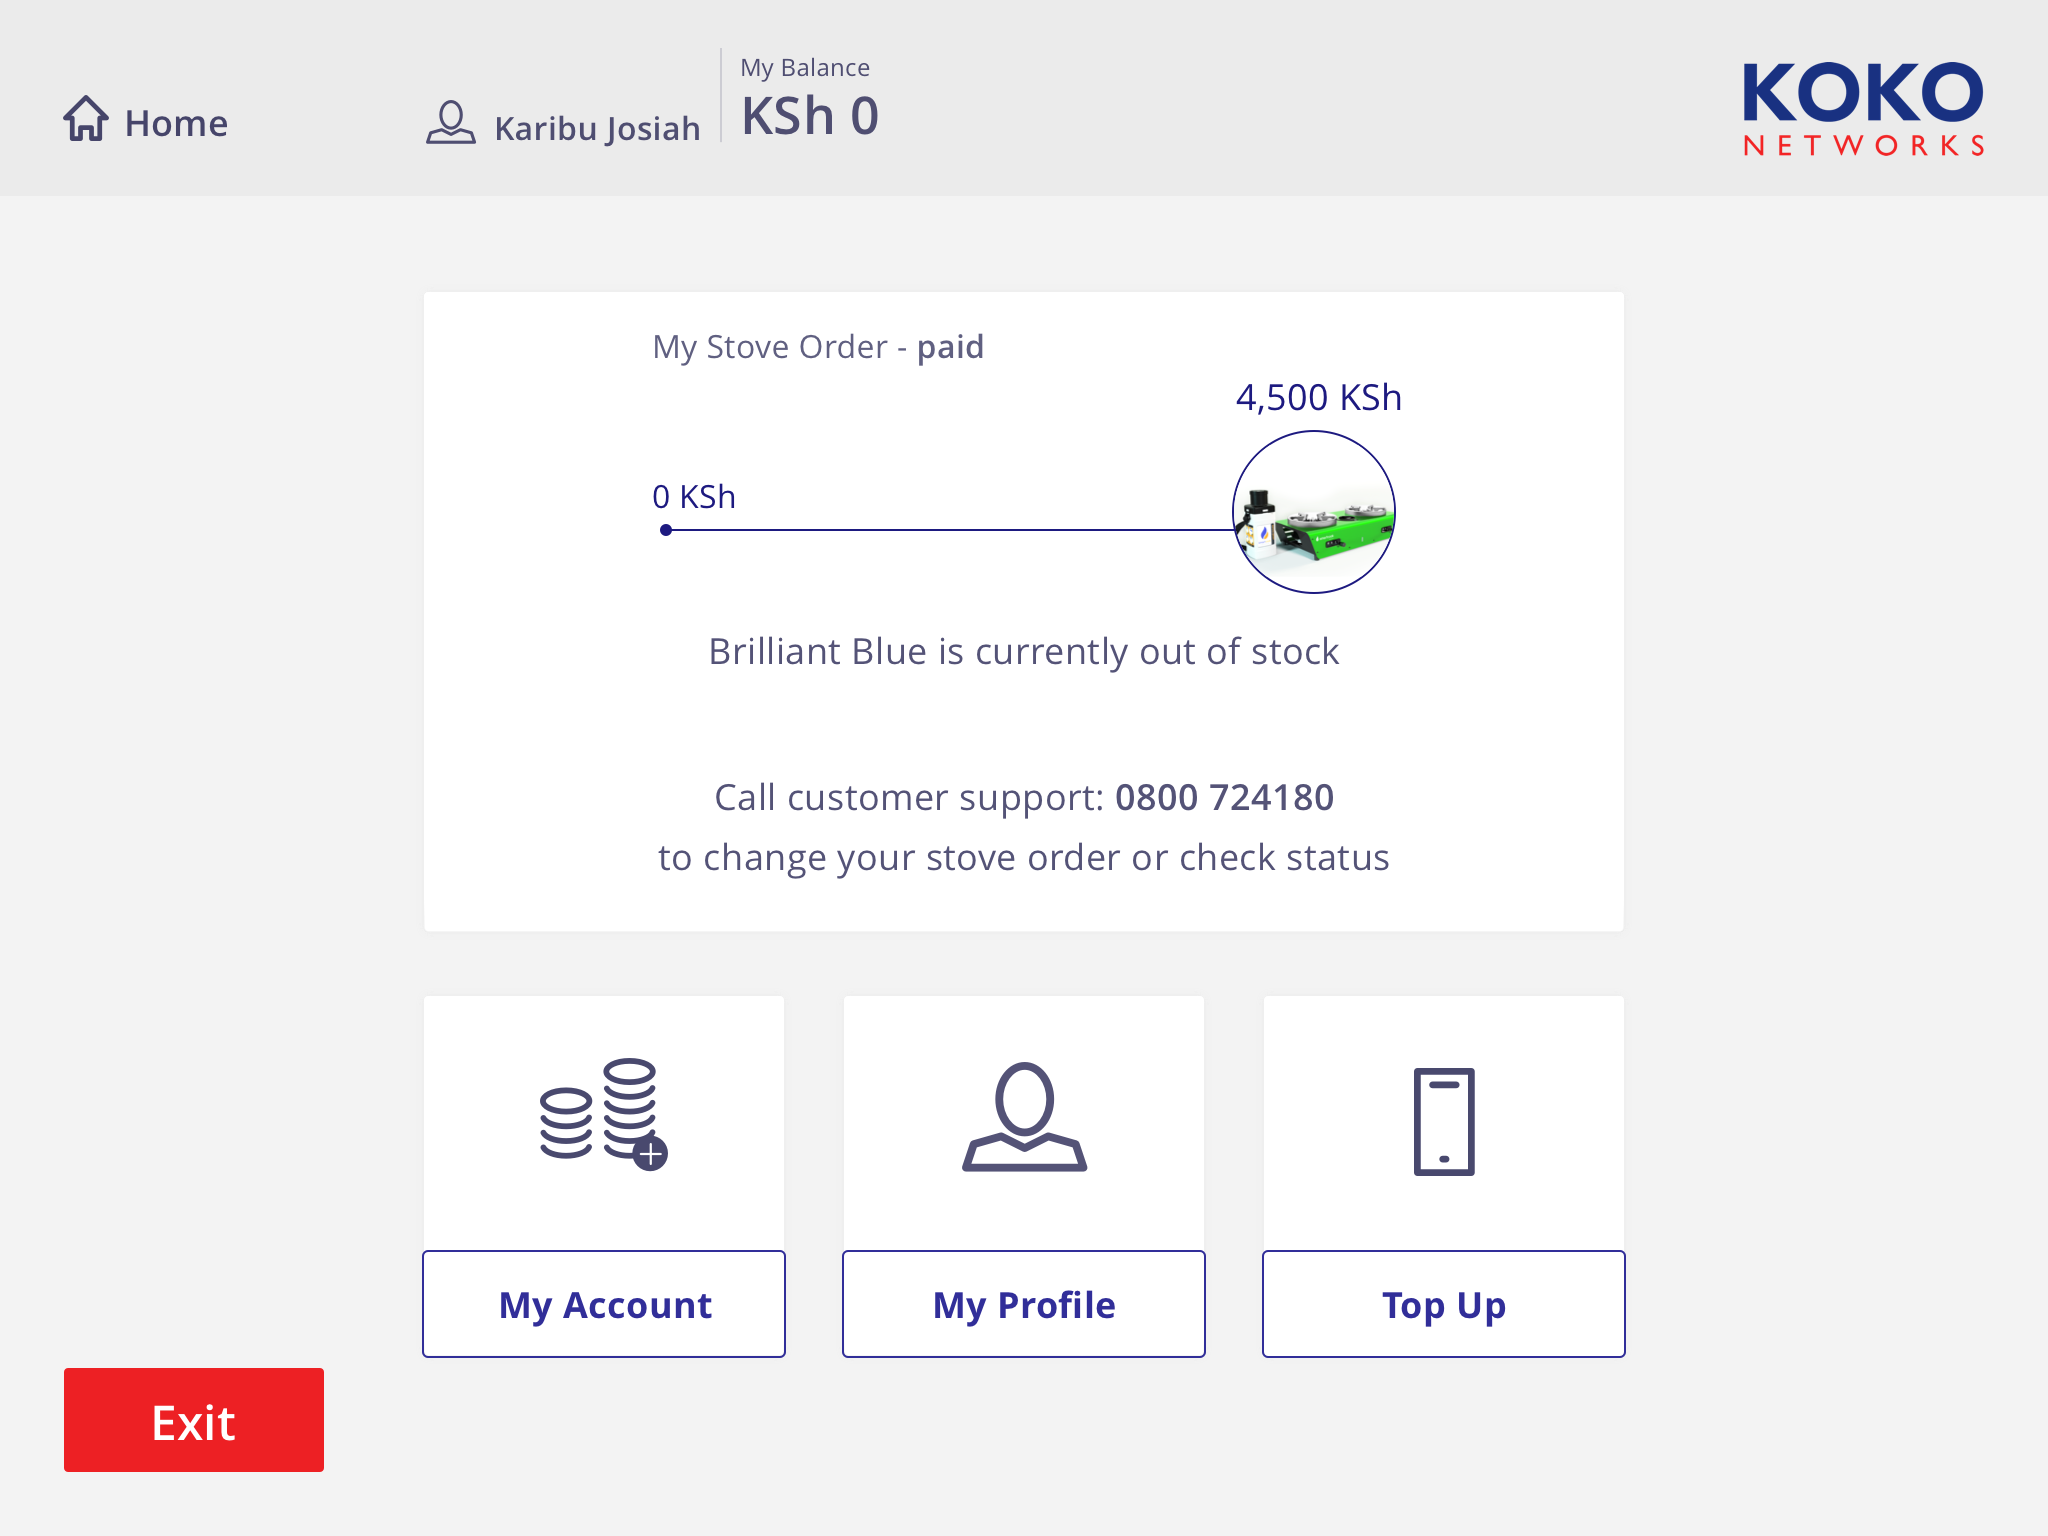 Home
Karibu Josiah
My Balance
KSh 0
KOKO
NETWORKS
My Stove Order - paid
4,500 KSh
0 KSh
Brilliant Blue is currently out of stock
Call customer support: 0800 724180
to change your stove order or check status
My Account
My Profile
Top Up
Exit